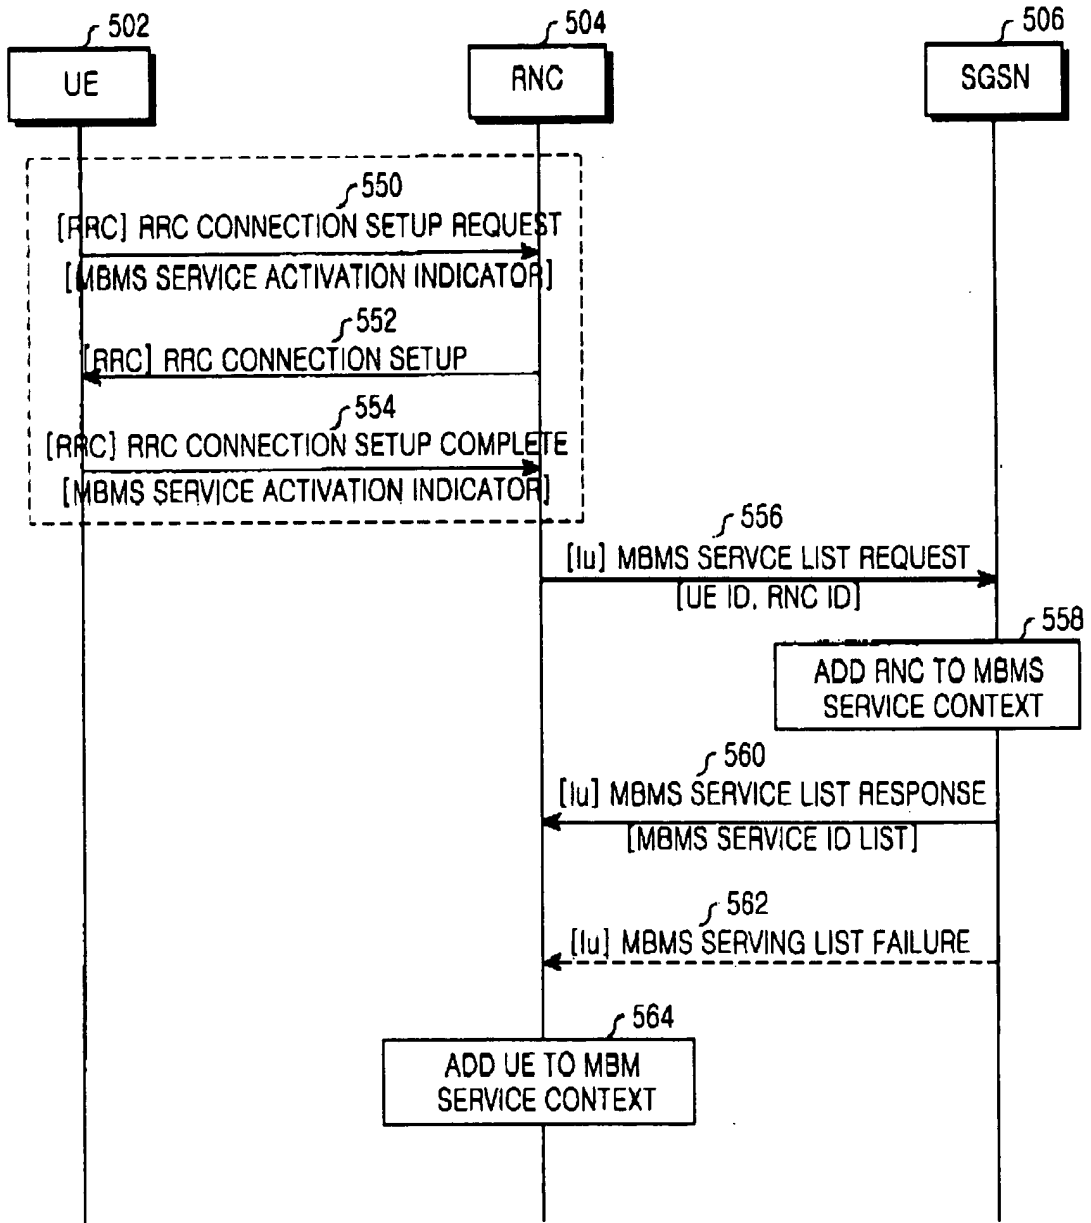 502
504
506
UE
RNC
SGSN
550
[RRC] RRC CONNECTION SETUP REQUEST
[MBMS SERVICE ACTIVATION INDICATOR]
552
[RRC] RRC CONNECTION SETUP
554
[RRC] RRC CONNECTION SETUP COMPLETE
[MBMS SERVICE ACTIVATION INDICATOR]
556
[Iu] MBMS SERVCE LIST REQUEST
[UE ID, RNC ID]
558
ADD RNC TO MBMS
SERVICE CONTEXT
560
[Iu] MBMS SERVICE LIST RESPONSE
[MBMS SERVICE ID LIST]
562
[Iu] MBMS SERVING LIST FAILURE
564
ADD UE TO MBM
SERVICE CONTEXT